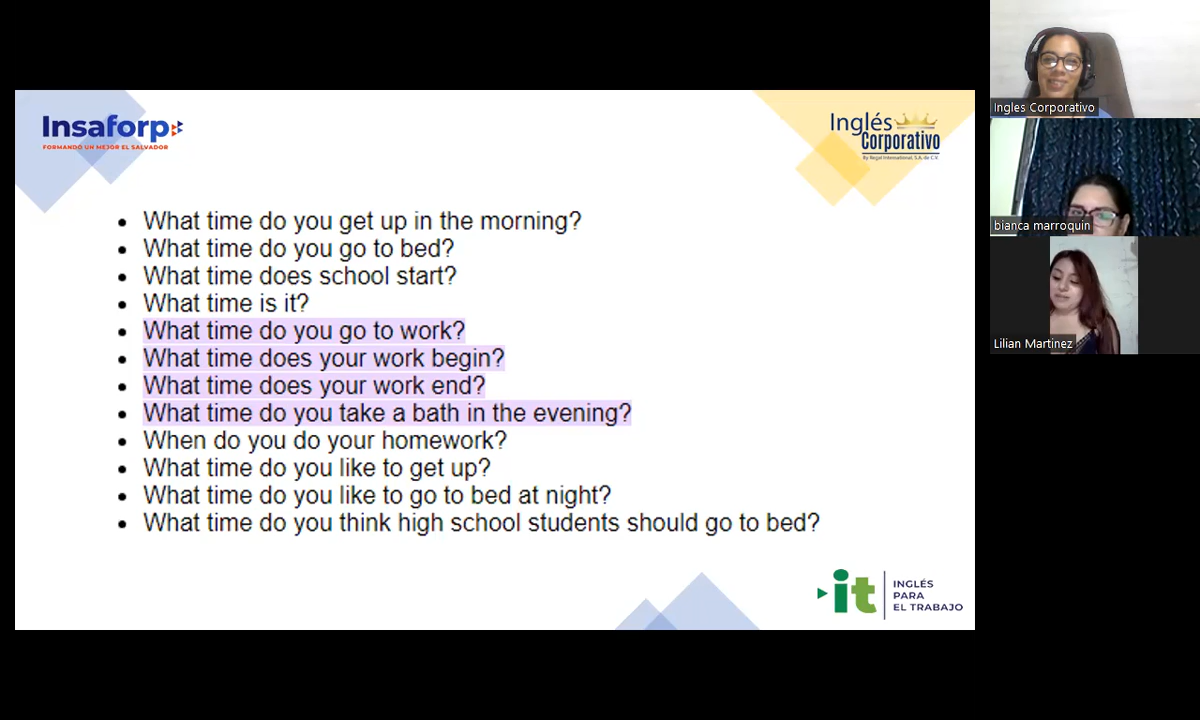 Insaforp
FORMANDO UN MEJOR EL SALVADOR
Inglés
Corporativo
By Regal International, S.A. de C.V.
• What time do you get up in the morning?
• What time do you go to bed?
• What time does school start?
• What time is it?
• What time do you go to work?
• What time does your work begin?
• What time does your work end?
• What time do you take a bath in the evening?
• When do you do your homework?
• What time do you like to get up?
• What time do you like to go to bed at night?
• What time do you think high school students should go to bed?
it
INGLÉS
PARA
EL TRABAJO
Ingles Corporativo
bianca marroquin
Lilian Martinez